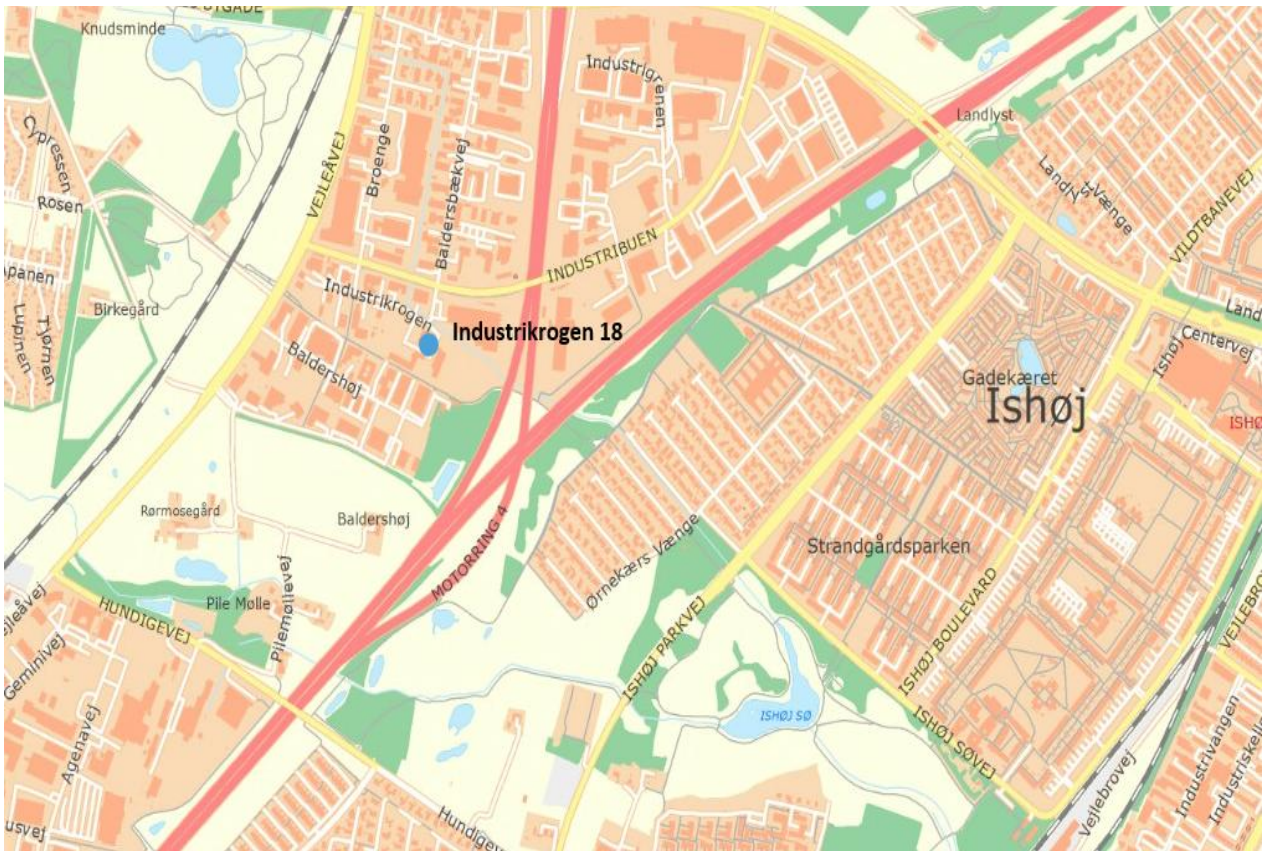 Knudsminde
Industrigrenen
Landlyst
Cypressen
Rosen
VEJLEÅVEJ
Broenge
Baldersbækvej
INDUSTRIBUEN
VILDTBANEVEJ
Birkegård
Lupinen
Tjørnen
Industrikrogen
Industrikrogen 18
Baldershøj
Centervej
Ishøj
Gadekæret
Ishøj
Rørmosegård
Baldershøj
MOTORRING 4
Strandgårdsparken
Ørnekærs Vænge
Pile Mølle
Pilemøllevej
HUNDIGEVEJ
Geminivej
Agenavej
ISHØJ PARKVEJ
ISHØJ BOULEVARD
ISHØJ SØ
ISHØJ SØVEJ
Vejlebrovej
Industrivangen